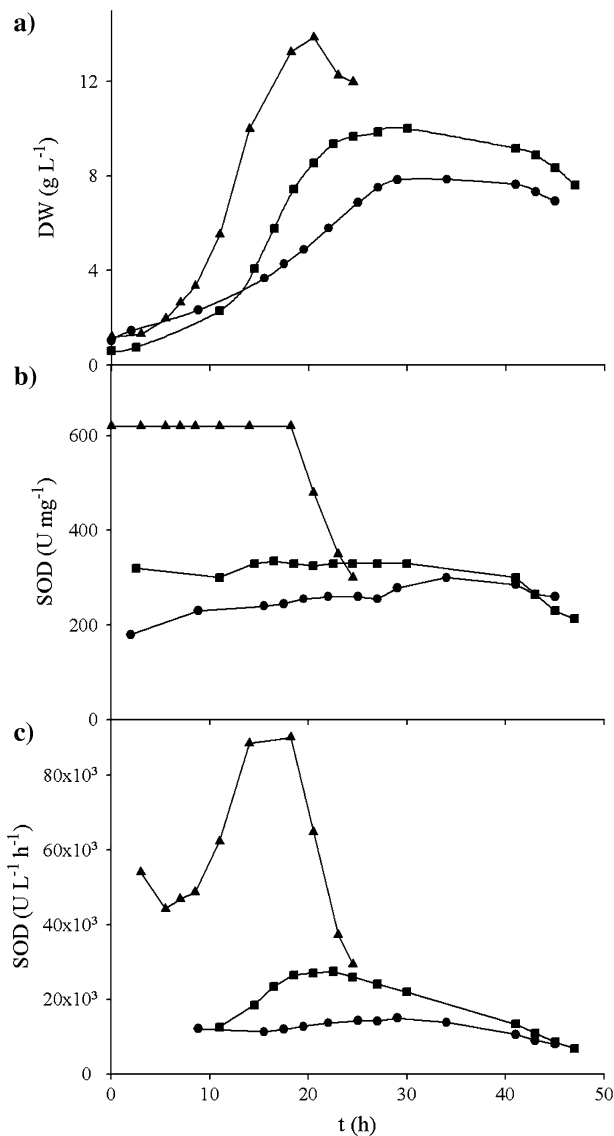 a)
DW (g L⁻¹)
12
8
4
0
b)
SOD (U mg⁻¹)
600
400
200
0
c)
SOD (U L⁻¹ h⁻¹)
80x10³
60x10³
40x10³
20x10³
0
0 10 20 30 40 50
t (h)